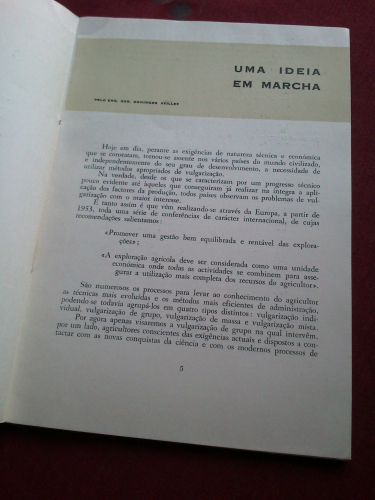 UMA IDEIA
EM MARCHA
Hoje em dia, perante as exigências de natureza técnica e económica
que se constatam, tornou-se assente nos vários países do mundo civilizado,
e independentemente do seu grau de desenvolvimento, a necessidade de
utilizar métodos apropriados de vulgarização.
Na verdade, desde os que se caracterizam por um progresso técnico
pouco evidente até àqueles que conseguiram já realizar na íntegra a apli-
cação dos factores da produção, todos países observam os problemas de vul-
garização com o maior interesse.
E tanto assim é que vêm realizando-se através da Europa, a partir de
1953, toda uma série de conferências de carácter internacional, de cujas
recomendações salientamos:
«Promover uma gestão bem equilibrada e rentável das explora-
ções»;
«A exploração agrícola deve ser considerada como uma unidade
económica onde todas as actividades se combinem para asse-
gurar a utilização mais completa dos recursos do agricultor».
São numerosos os processos para levar ao conhecimento do agricultor
as técnicas mais evoluídas e os métodos mais eficientes de administração,
podendo-se todavia agrupá-los em quatro tipos distintos: vulgarização indi-
vidual, vulgarização de grupo, vulgarização de massa e vulgarização mista.
Por agora apenas visaremos a vulgarização de grupo na qual intervêm,
por um lado, agricultores conscientes das exigências actuais e dispostos a con-
tactar com as novas conquistas da ciência e com os modernos processos de
5